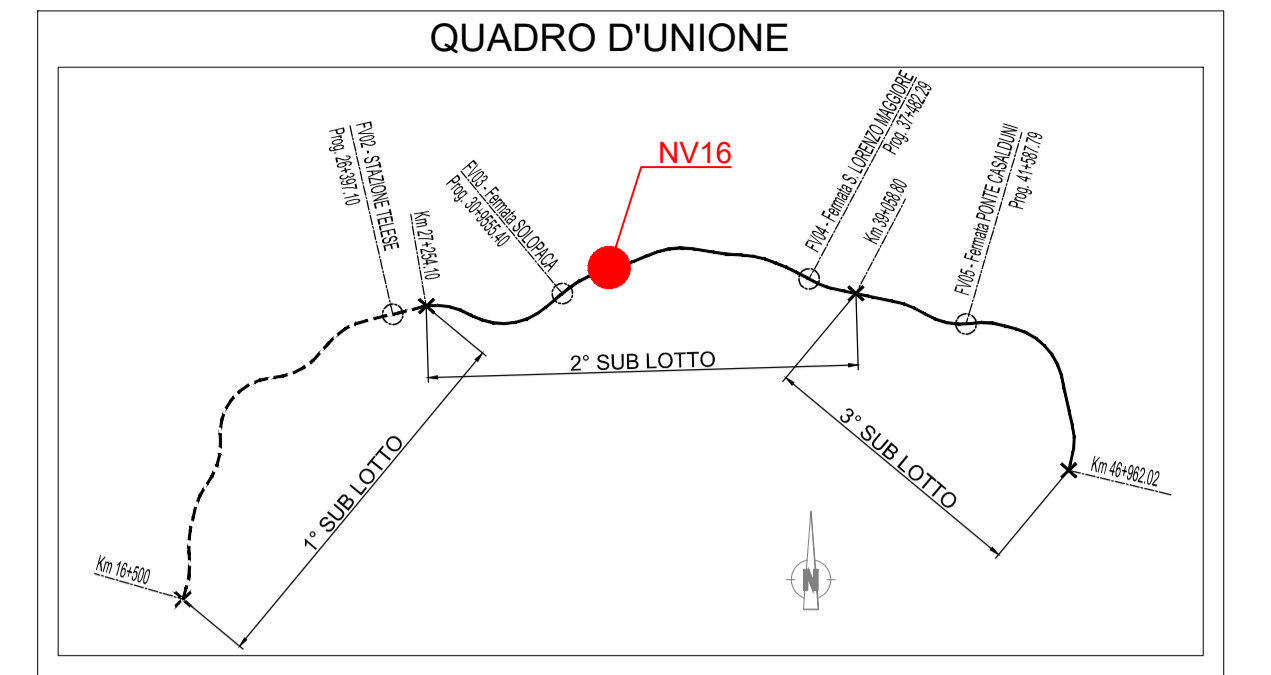 QUADRO D'UNIONE
FV02 - STAZIONE TELESE
Prog. 26+397.10
Km 27+254.10
FV03 - Fermata SOLOPACA
Prog. 30+9555.40
NV16
FV04 - Fermata S. LORENZO MAGGIORE
Prog. 37+482.29
Km 39+058.80
FV05 - Fermata PONTE CASALDUNI
Prog. 41+587.79
2° SUB LOTTO
1° SUB LOTTO
3° SUB LOTTO
Km 46+962.02
Km 16+500
N